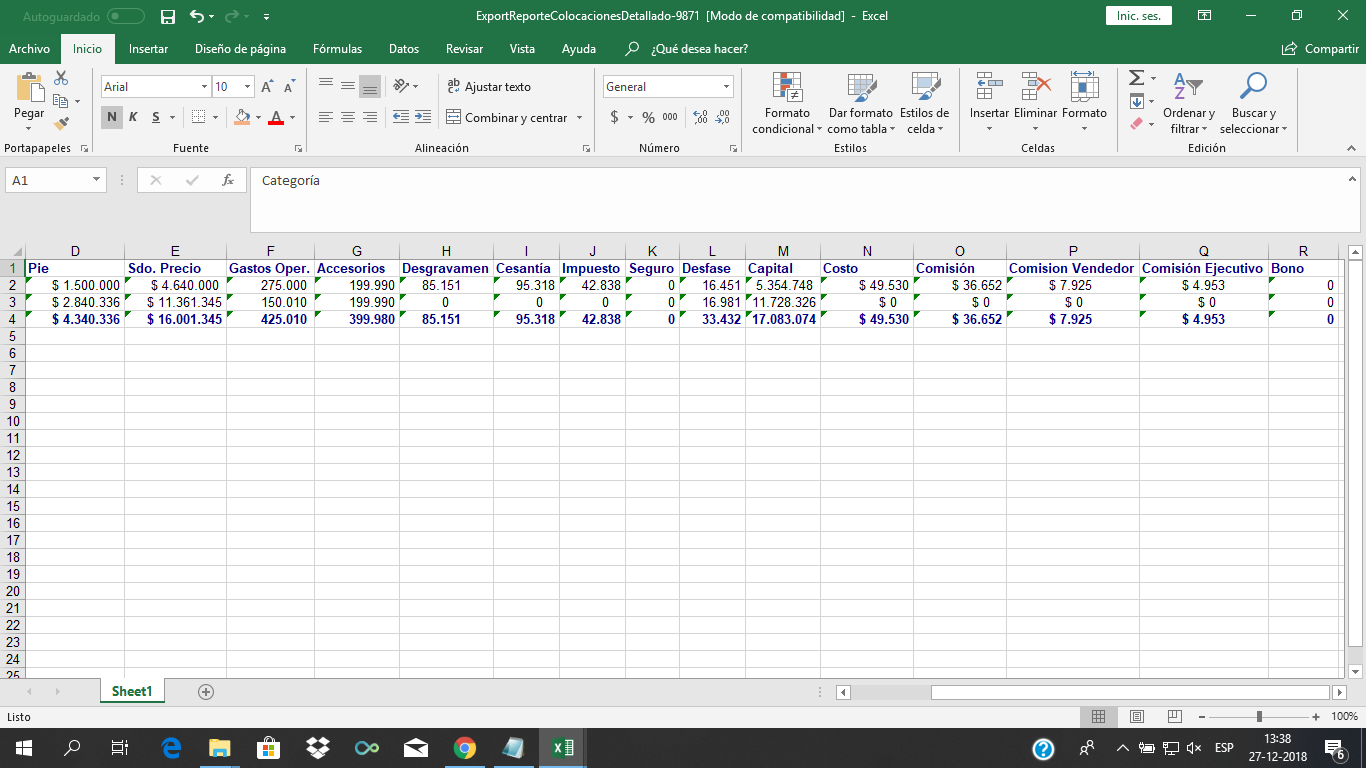 Autoguardado
ExportReporteColocacionesDetallado-9871 [Modo de compatibilidad] - Excel
Inic. ses.
Archivo Inicio Insertar Diseño de página Fórmulas Datos Revisar Vista Ayuda ¿Qué desea hacer? Compartir
Pegar
Arial 10
N K S A
Ajustar texto
Combinar y centrar
General
$ % 000
Formato condicional
Dar formato como tabla
Estilos de celda
Insertar Eliminar Formato
Ordenar y filtrar
Buscar y seleccionar
Portapapeles Fuente Alineación Número Estilos Celdas Edición
A1 fx Categoría
D E F G H I J K L M N O P Q R
1 Pie Sdo. Precio Gastos Oper. Accesorios Desgravamen Cesantía Impuesto Seguro Desfase Capital Costo Comisión Comision Vendedor Comisión Ejecutivo Bono
2 $ 1.500.000 $ 4.640.000 275.000 199.990 85.151 95.318 42.838 0 16.451 5.354.748 $ 49.530 $ 36.652 $ 7.925 $ 4.953 0
3 $ 2.840.336 $ 11.361.345 150.010 199.990 0 0 0 0 16.981 11.728.326 $ 0 $ 0 $ 0 $ 0 0
4 $ 4.340.336 $ 16.001.345 425.010 399.980 85.151 95.318 42.838 0 33.432 17.083.074 $ 49.530 $ 36.652 $ 7.925 $ 4.953 0
5
6
7
8
9
10
11
12
13
14
15
16
17
18
19
20
21
22
23
24
25
Sheet1
Listo 100%
ESP
13:38
27-12-2018
6